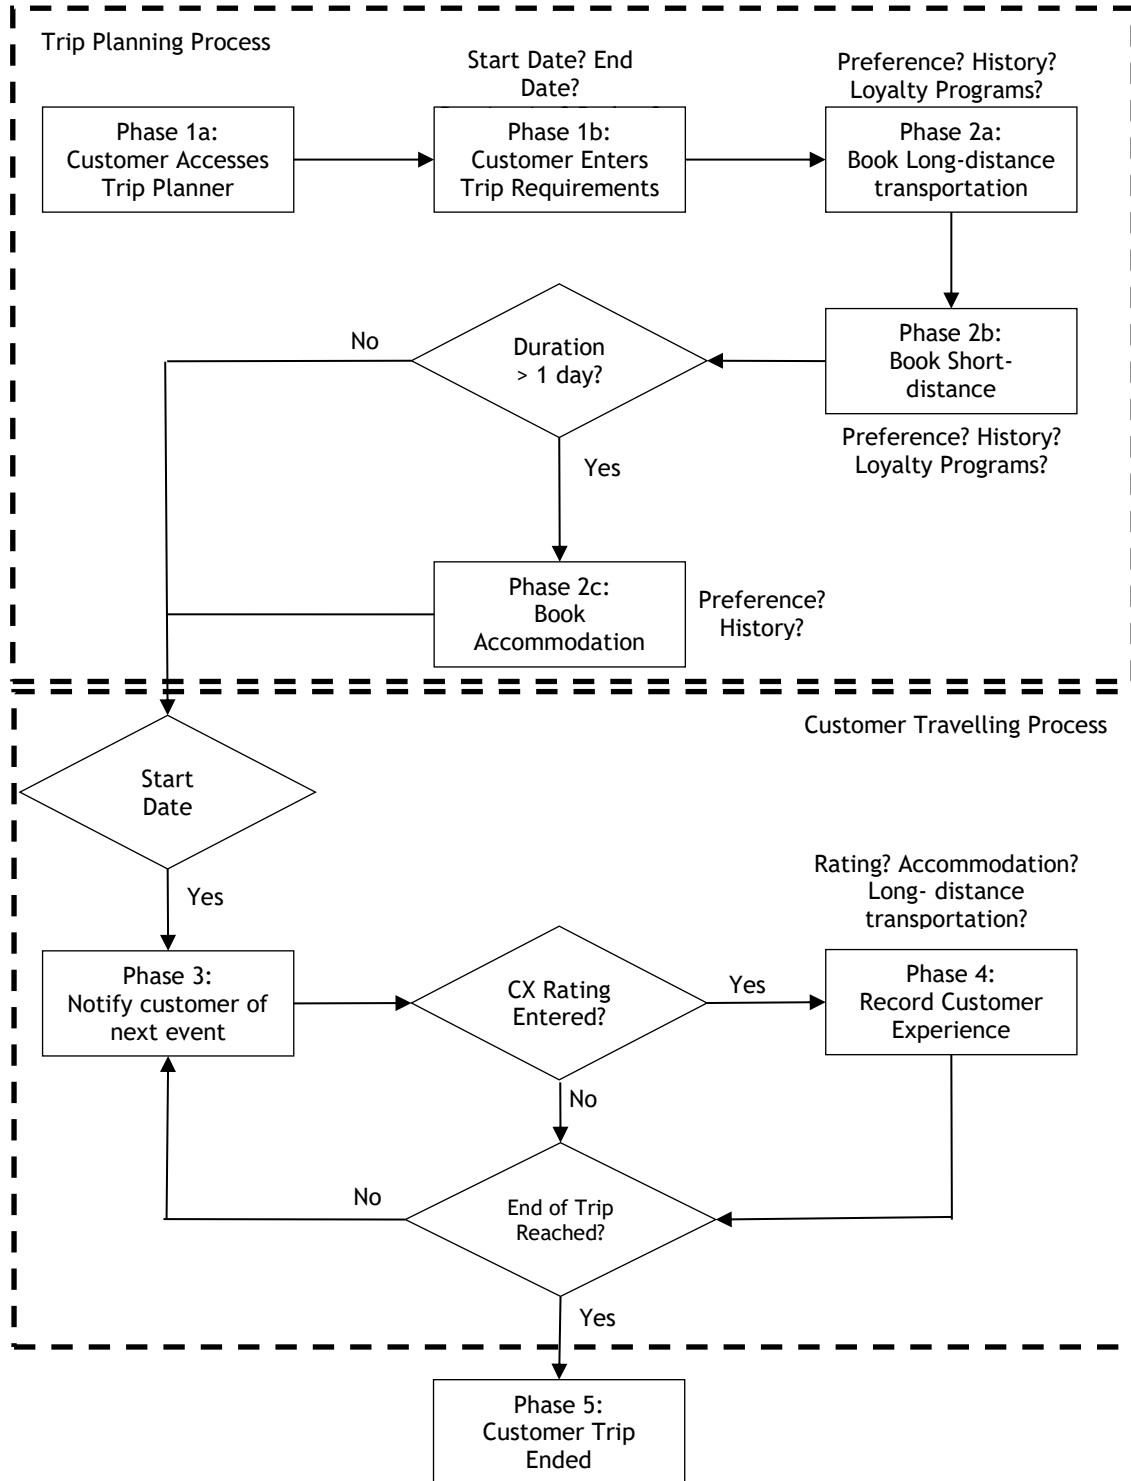 Trip Planning Process
Start Date? End
Date?
Preference? History?
Loyalty Programs?
Phase 1a:
Customer Accesses
Trip Planner
Phase 1b:
Customer Enters
Trip Requirements
Phase 2a:
Book Long-distance
transportation
No
Duration
> 1 day?
Phase 2b:
Book Short-
distance
Preference? History?
Loyalty Programs?
Yes
Phase 2c:
Book
Accommodation
Preference?
History?
Customer Travelling Process
Start
Date
Yes
Rating? Accommodation?
Long- distance
transportation?
Phase 3:
Notify customer of
next event
CX Rating
Entered?
Yes
Phase 4:
Record Customer
Experience
No
No
End of Trip
Reached?
Yes
Phase 5:
Customer Trip
Ended